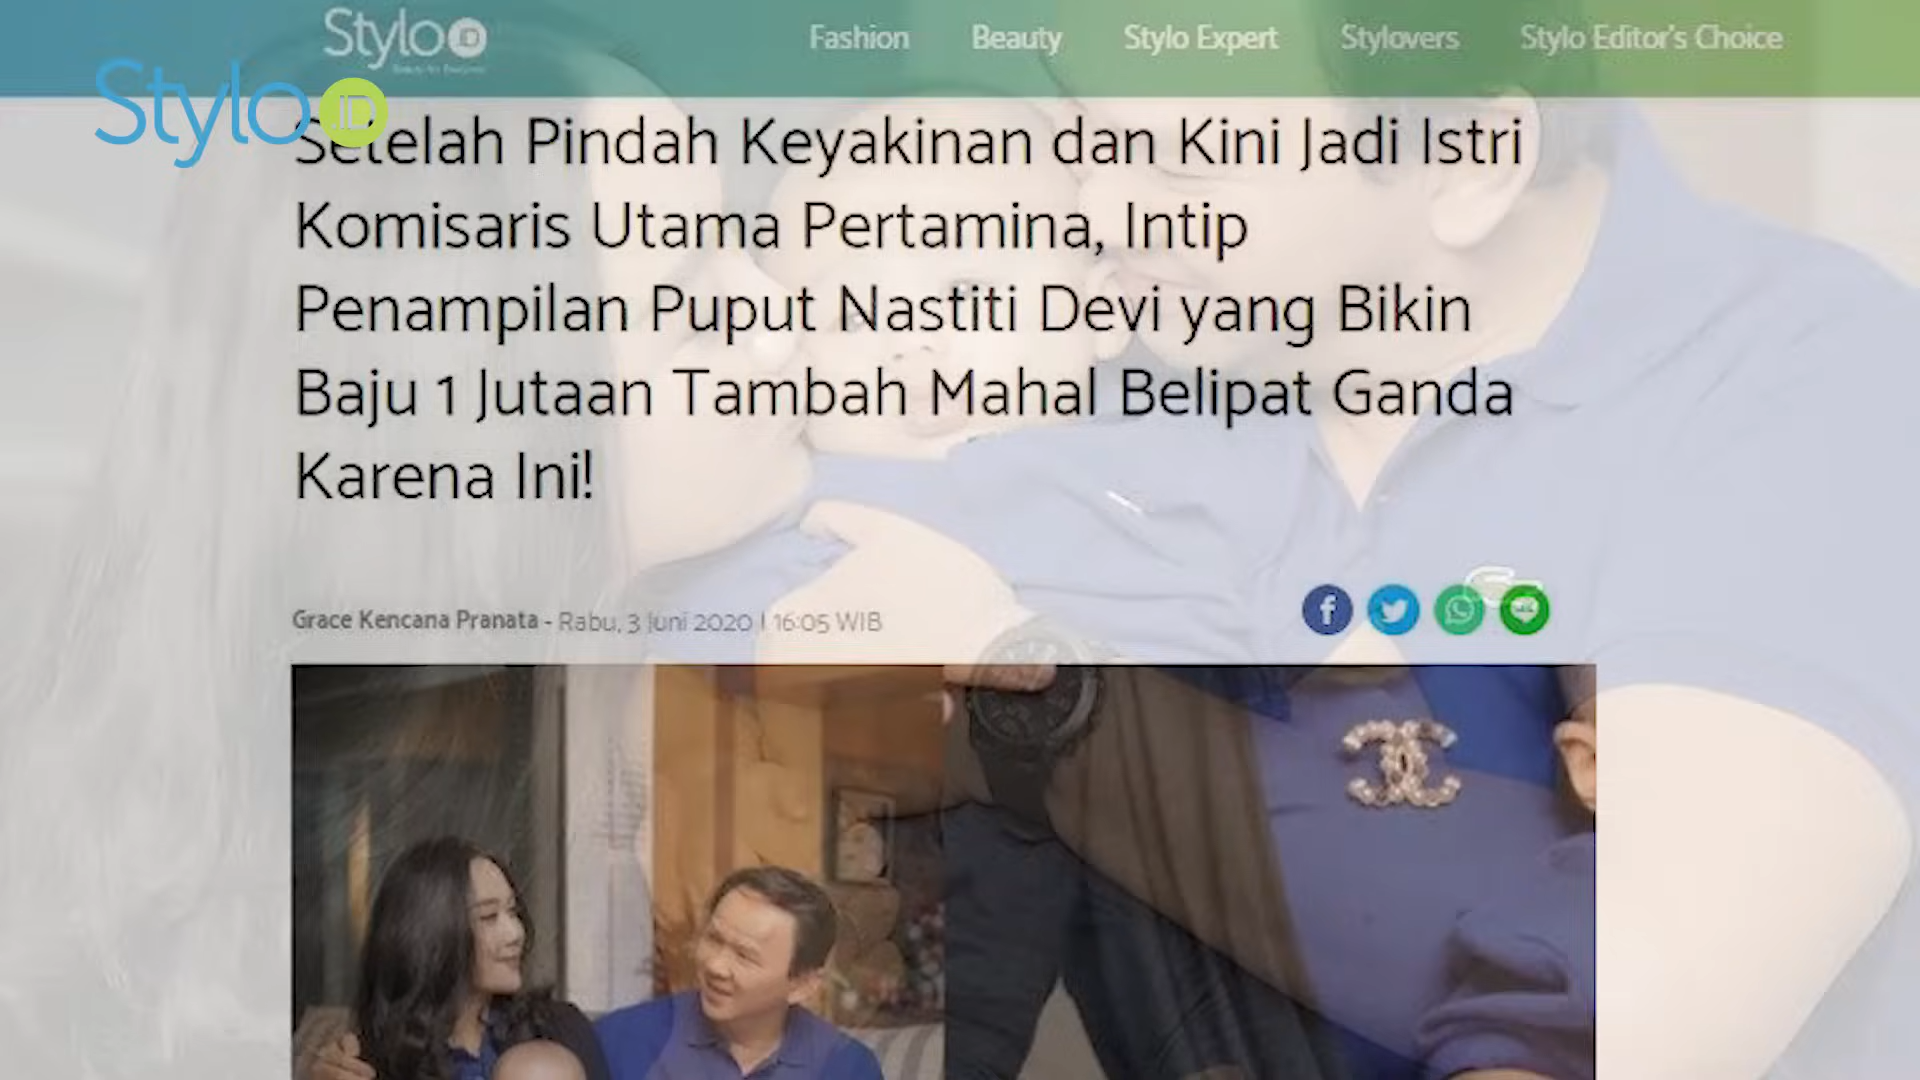 Stylo.ID
Fashion Beauty Stylo Expert Stylovers Stylo Editor's Choice
Stylo.ID
Setelah Pindah Keyakinan dan Kini Jadi Istri
Komisaris Utama Pertamina, Intip
Penampilan Puput Nastiti Devi yang Bikin
Baju 1 Jutaan Tambah Mahal Belipat Ganda
Karena Ini!
Grace Kencana Pranata - Rabu, 3 Juni 2020 | 16:05 WIB